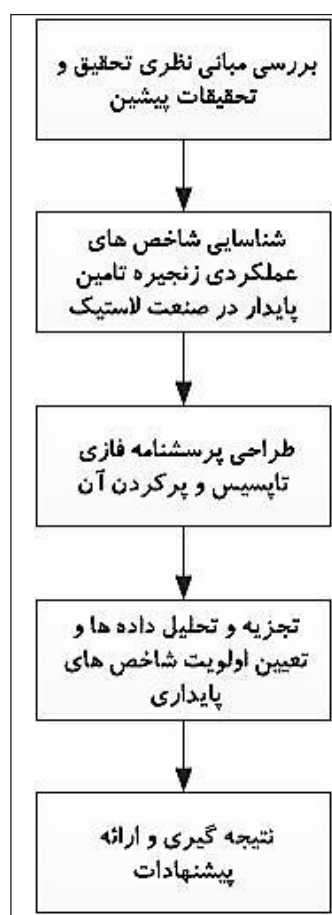 بررسی مبانی نظری تحقیق و
تحقیقات پیشین
شناسایی شاخص های
عملکردی زنجیره تامین
پایدار در صنعت لاستیک
طراحی پرسشنامه فازی
تاپسیس و پرکردن آن
تجزیه و تحلیل داده ها و
تعیین اولویت شاخص های
پایداری
نتیجه گیری و ارائه
پیشنهادات